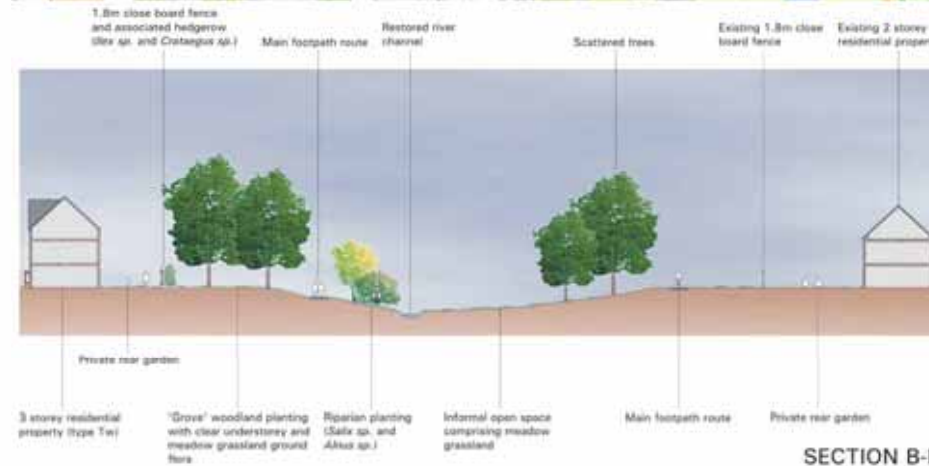 1.8m close board fence
and associated hedgerow
(Ilex sp. and Crataegus sp.)
Main footpath route
Restored river
channel
Scattered trees
Existing 1.8m close
board fence
Existing 2 storey
residential
Private rear garden
3 storey residential
property (type Tw)
'Grove' woodland planting
with clear understorey and
meadow grassland ground
flora
Riparian planting
(Salix sp. and
Alnus sp.)
Informal open space
comprising meadow
grassland
Main footpath route
Private rear garden
SECTION